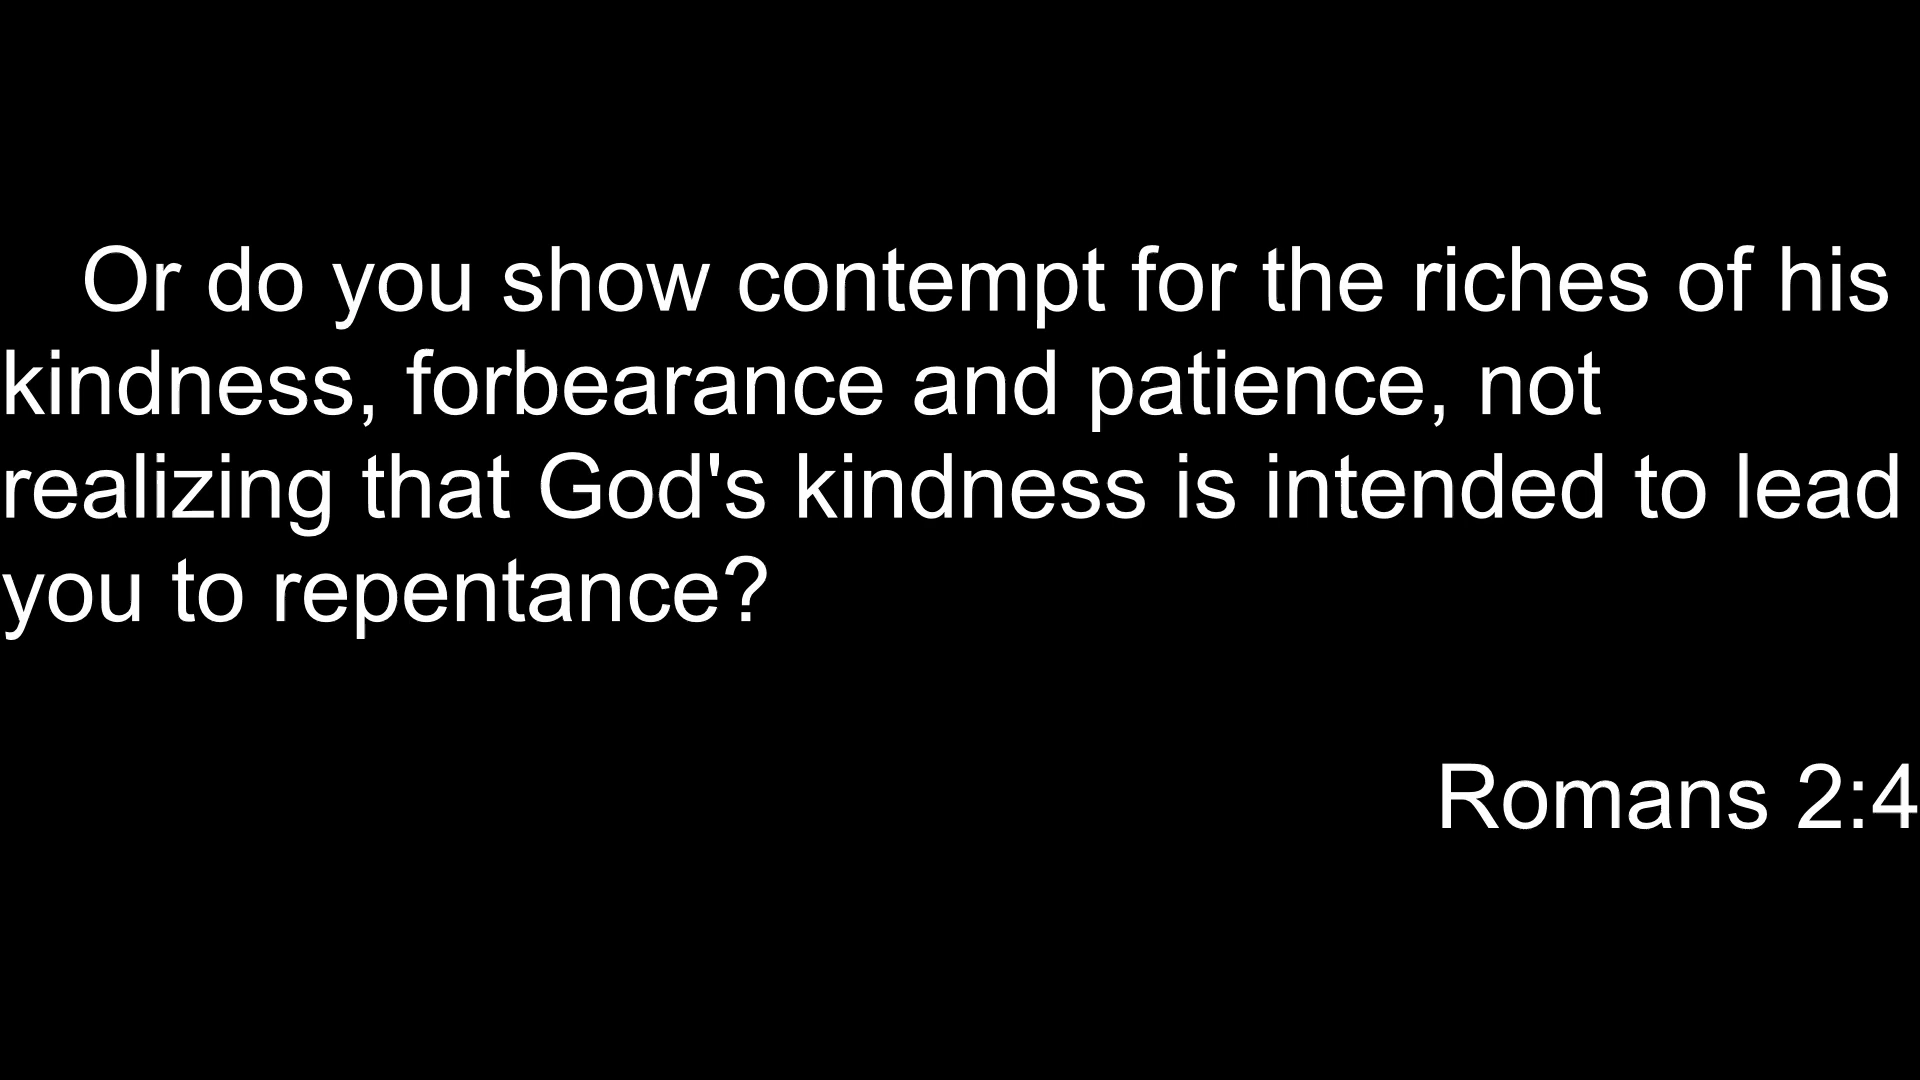 Or do you show contempt for the riches of his
kindness, forbearance and patience, not
realizing that God's kindness is intended to lead
you to repentance?
Romans 2:4